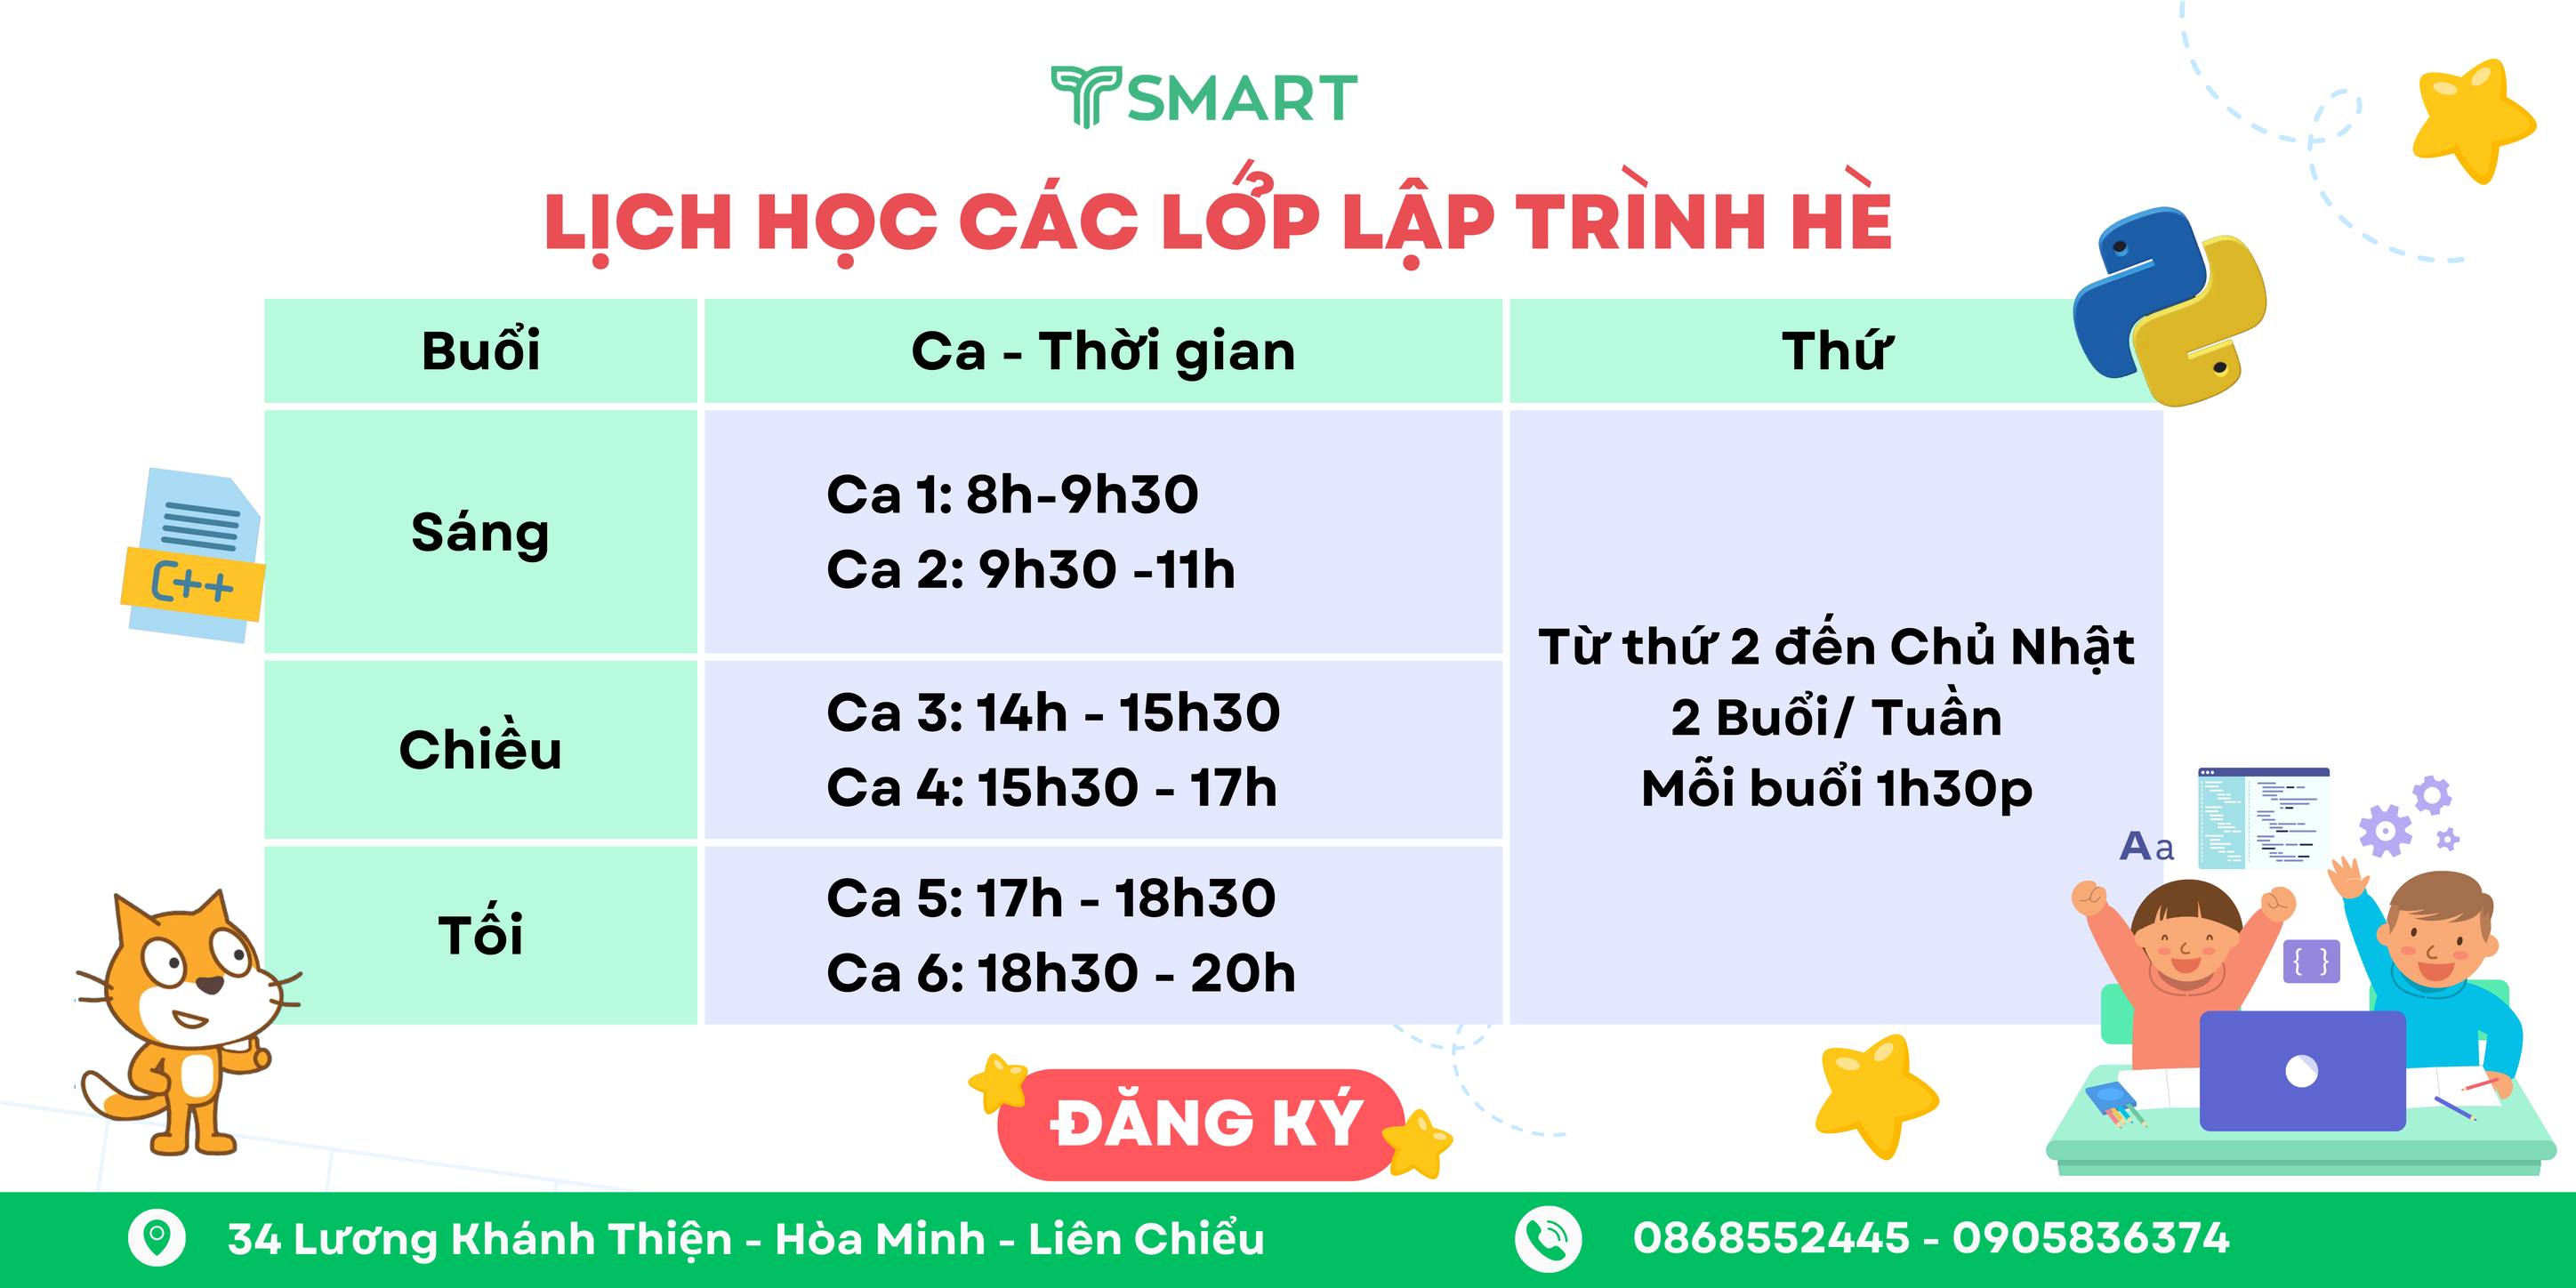 SMART
LỊCH HỌC CÁC LỚP LẬP TRÌNH HÈ
Buổi
Ca - Thời gian
Thứ
Sáng
Ca 1: 8h-9h30
Ca 2: 9h30 -11h
Chiều
Ca 3: 14h - 15h30
Ca 4: 15h30 - 17h
Tối
Ca 5: 17h - 18h30
Ca 6: 18h30 - 20h
Từ thứ 2 đến Chủ Nhật
2 Buổi/ Tuần
Mỗi buổi 1h30p
C++
Aa
{ }
ĐĂNG KÝ
34 Lương Khánh Thiện - Hòa Minh - Liên Chiểu
0868552445 - 0905836374